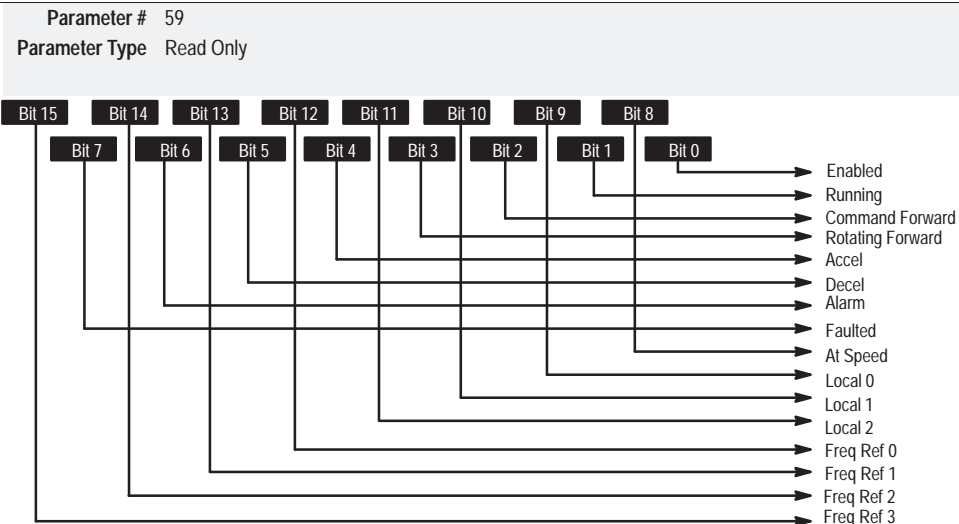 Parameter # 59
Parameter Type Read Only
Bit 15 Bit 14 Bit 13 Bit 12 Bit 11 Bit 10 Bit 9 Bit 8
Bit 7 Bit 6 Bit 5 Bit 4 Bit 3 Bit 2 Bit 1 Bit 0
Enabled
Running
Command Forward
Rotating Forward
Accel
Decel
Alarm
Faulted
At Speed
Local 0
Local 1
Local 2
Freq Ref 0
Freq Ref 1
Freq Ref 2
Freq Ref 3